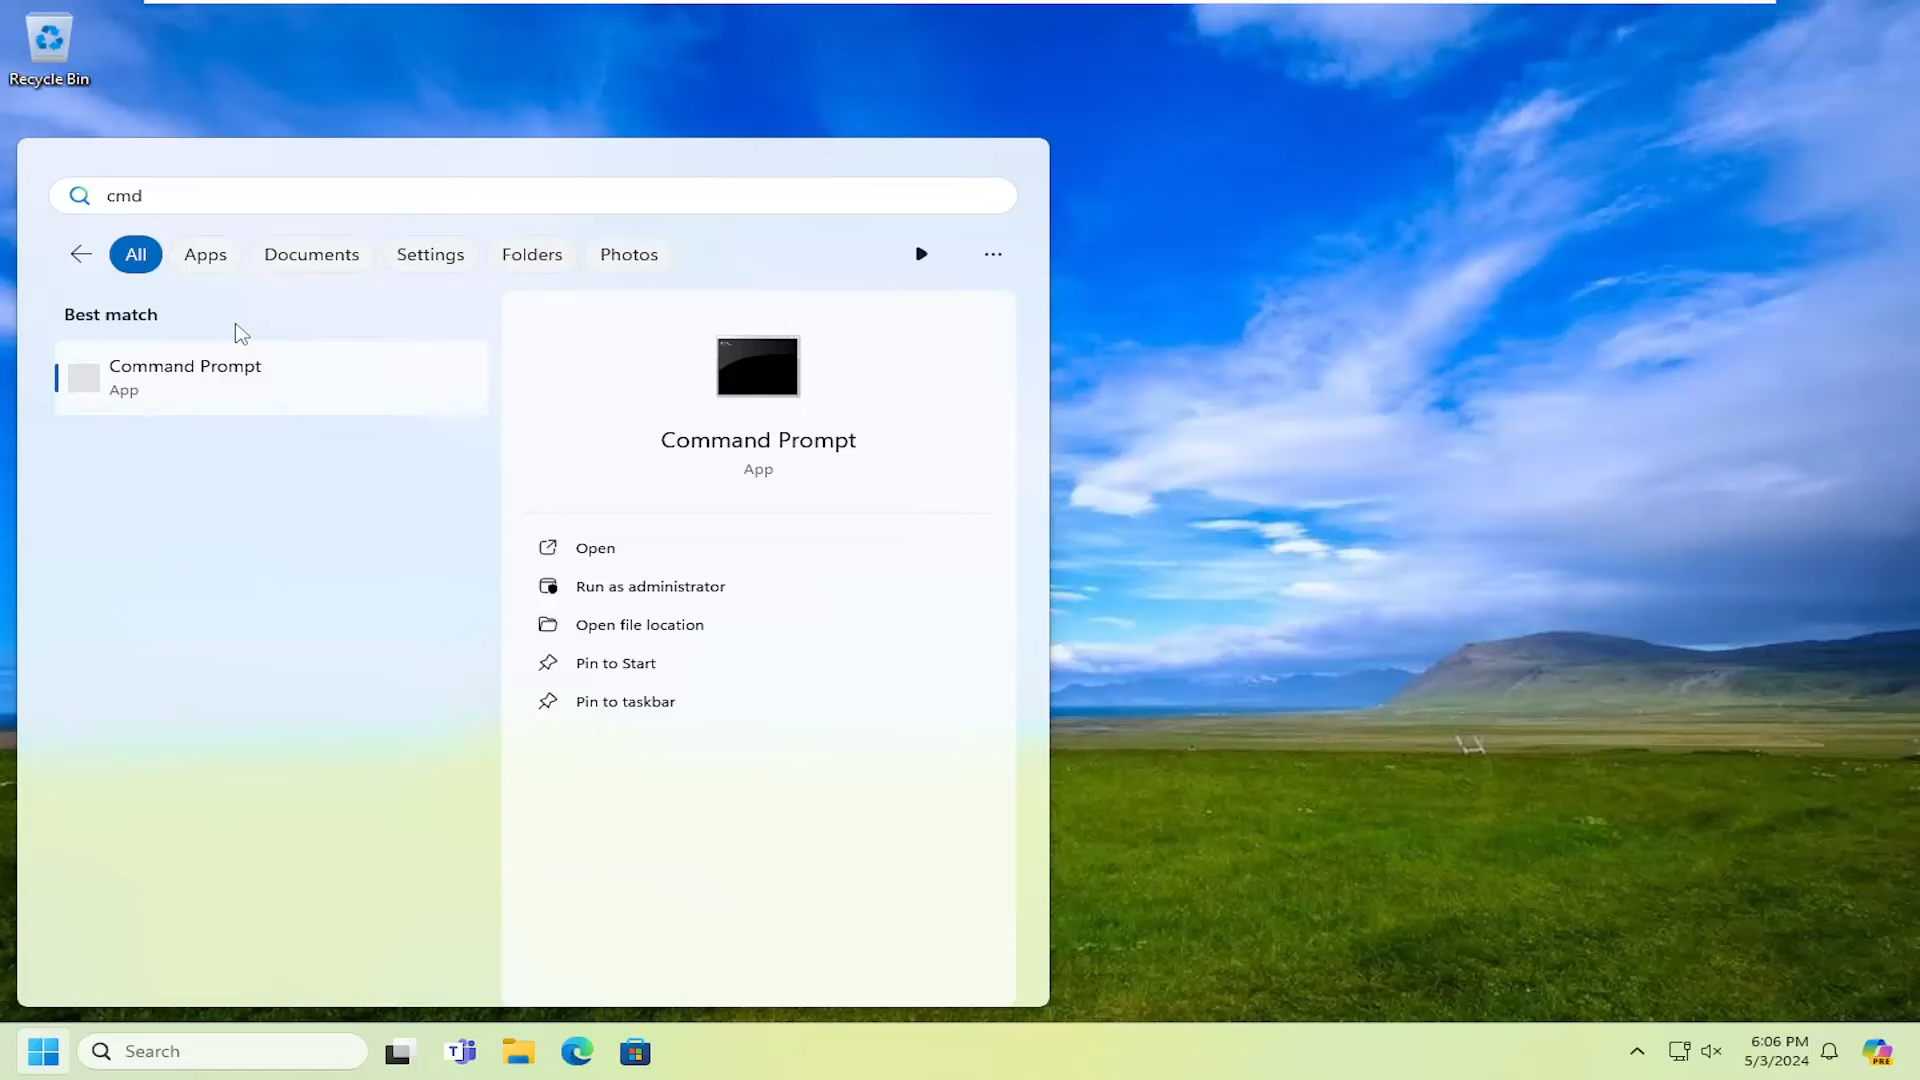 Recycle Bin
cmd
All Apps Documents Settings Folders Photos
Best match
Command Prompt
App
Command Prompt
App
Open
Run as administrator
Open file location
Pin to Start
Pin to taskbar
Search
6:06 PM
5/3/2024
PRE